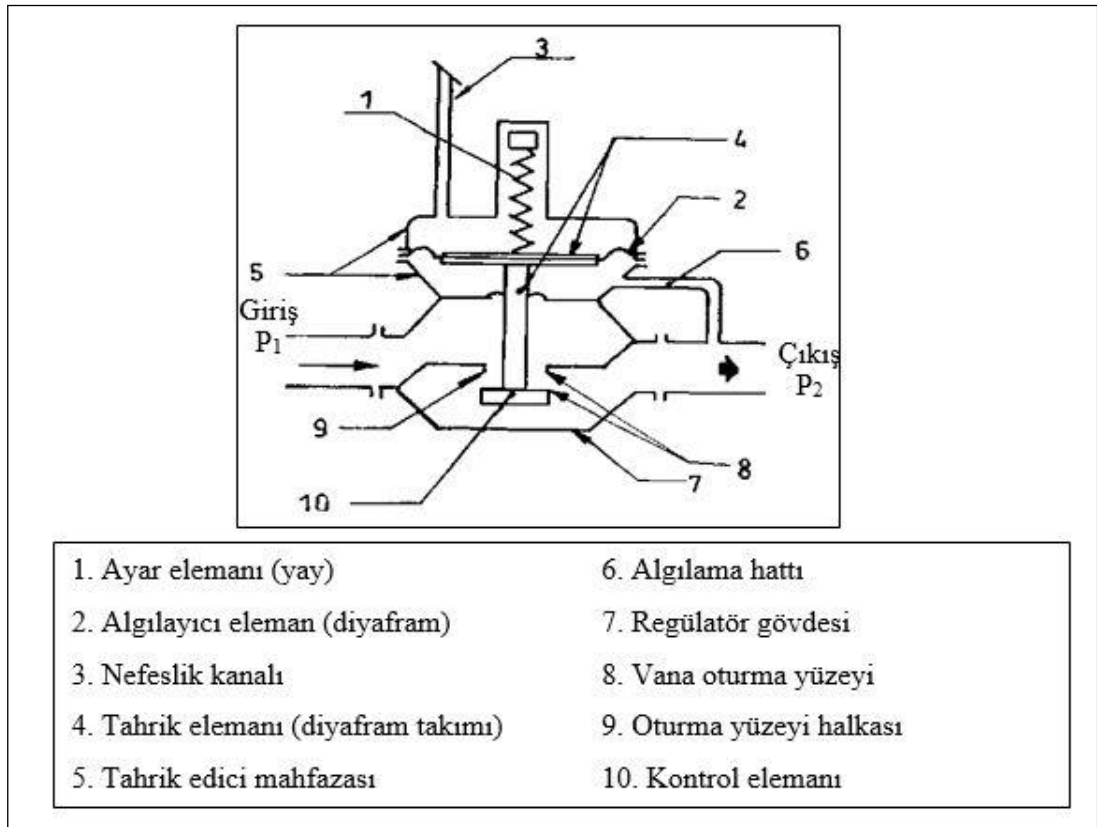 3
1
4
2
6
5
Giriş
P₁
Çıkış
P₂
9
8
7
10
1. Ayar elemanı (yay)
2. Algılayıcı eleman (diyafram)
3. Nefeslik kanalı
4. Tahrik elemanı (diyafram takımı)
5. Tahrik edici mahfazası
6. Algılama hattı
7. Regülatör gövdesi
8. Vana oturma yüzeyi
9. Oturma yüzeyi halkası
10. Kontrol elemanı